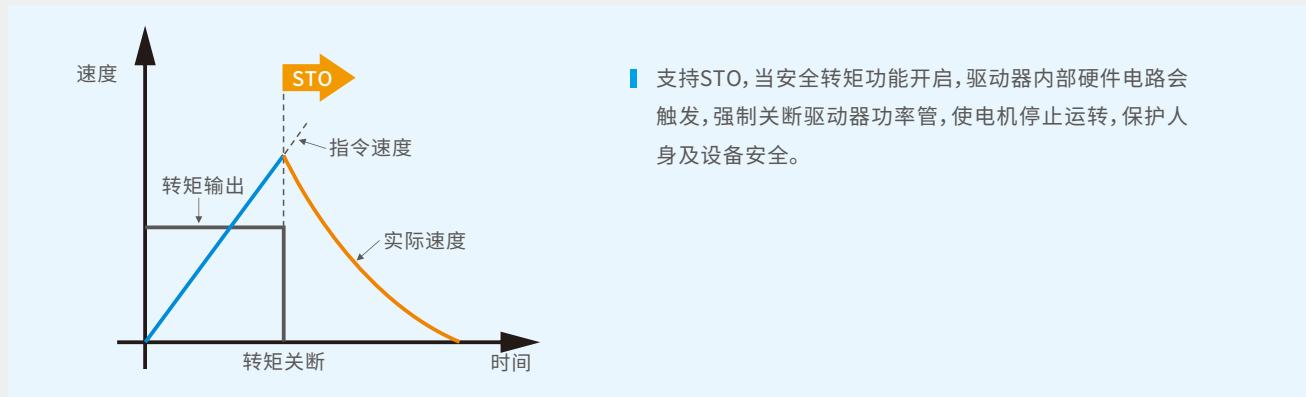 速度
STO
指令速度
转矩输出
实际速度
转矩关断
时间
支持STO,当安全转矩功能开启,驱动器内部硬件电路会
触发,强制关断驱动器功率管,使电机停止运转,保护人
身及设备安全。